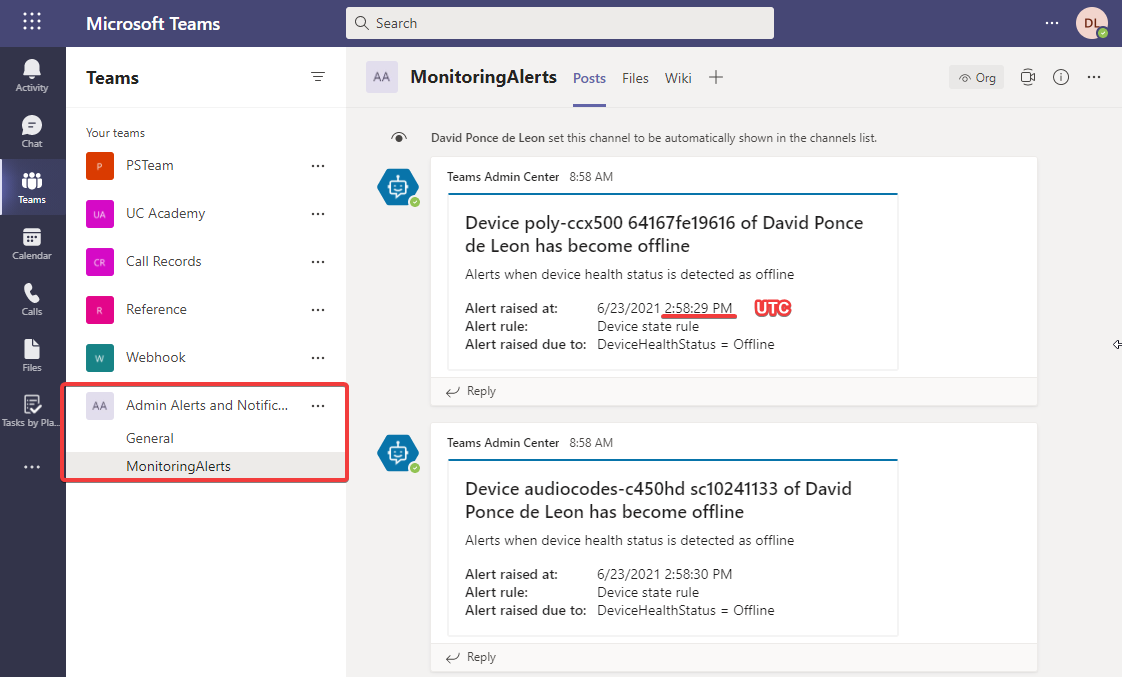 Microsoft Teams
Search
DL
Activity
Chat
Teams
Calendar
Calls
Files
Tasks by Pla...
Teams
Your teams
P PSTeam
UA UC Academy
CR Call Records
R Reference
W Webhook
AA Admin Alerts and Notific...
General
MonitoringAlerts
AA MonitoringAlerts Posts Files Wiki
Org
David Ponce de Leon set this channel to be automatically shown in the channels list.
Teams Admin Center 8:58 AM
Device poly-ccx500 64167fe19616 of David Ponce
de Leon has become offline
Alerts when device health status is detected as offline
Alert raised at: 6/23/2021 2:58:29 PM UTC
Alert rule: Device state rule
Alert raised due to: DeviceHealthStatus = Offline
Reply
Teams Admin Center 8:58 AM
Device audiocodes-c450hd sc10241133 of David
Ponce de Leon has become offline
Alerts when device health status is detected as offline
Alert raised at: 6/23/2021 2:58:30 PM
Alert rule: Device state rule
Alert raised due to: DeviceHealthStatus = Offline
Reply